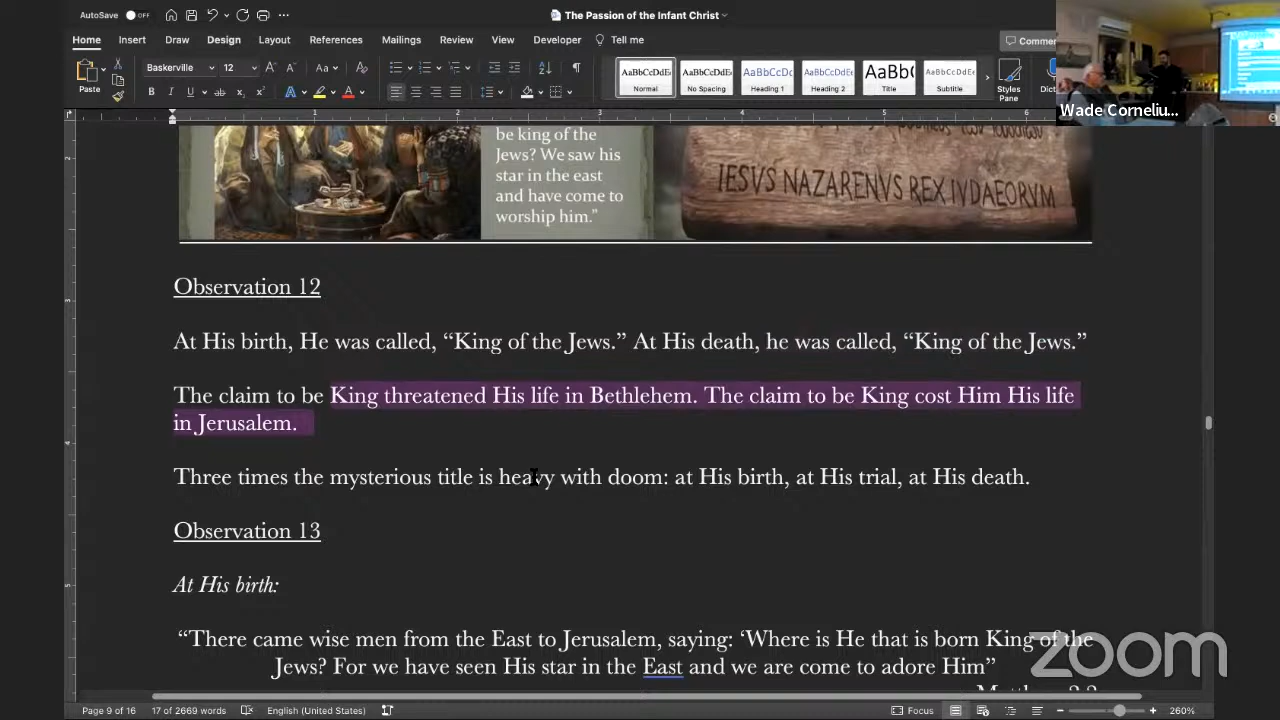 AutoSave OFF
The Passion of the Infant Christ
Home Insert Draw Design Layout References Mailings Review View Developer Tell me
Paste
Baskerville 12
AaBbCcDdEe AaBbCcDdEe AaBbCcDc AaBbCcDdEe AaBbC AaBbCcDdEe
Normal No Spacing Heading 1 Heading 2 Title Subtitle
Styles
Pane
Wade Corneliu...
be king of the
Jews? We saw his
star in the east
and have come to
worship him.”
IESVS NAZARENVS REX IVDAEORVM
Observation 12
At His birth, He was called, “King of the Jews.” At His death, he was called, “King of the Jews.”
The claim to be King threatened His life in Bethlehem. The claim to be King cost Him His life
in Jerusalem.
Three times the mysterious title is heavy with doom: at His birth, at His trial, at His death.
Observation 13
At His birth:
“There came wise men from the East to Jerusalem, saying: ‘Where is He that is born King of the
Jews? For we have seen His star in the East and we are come to adore Him”
zoom
Page 9 of 16 17 of 2669 words English (United States) Focus 260%